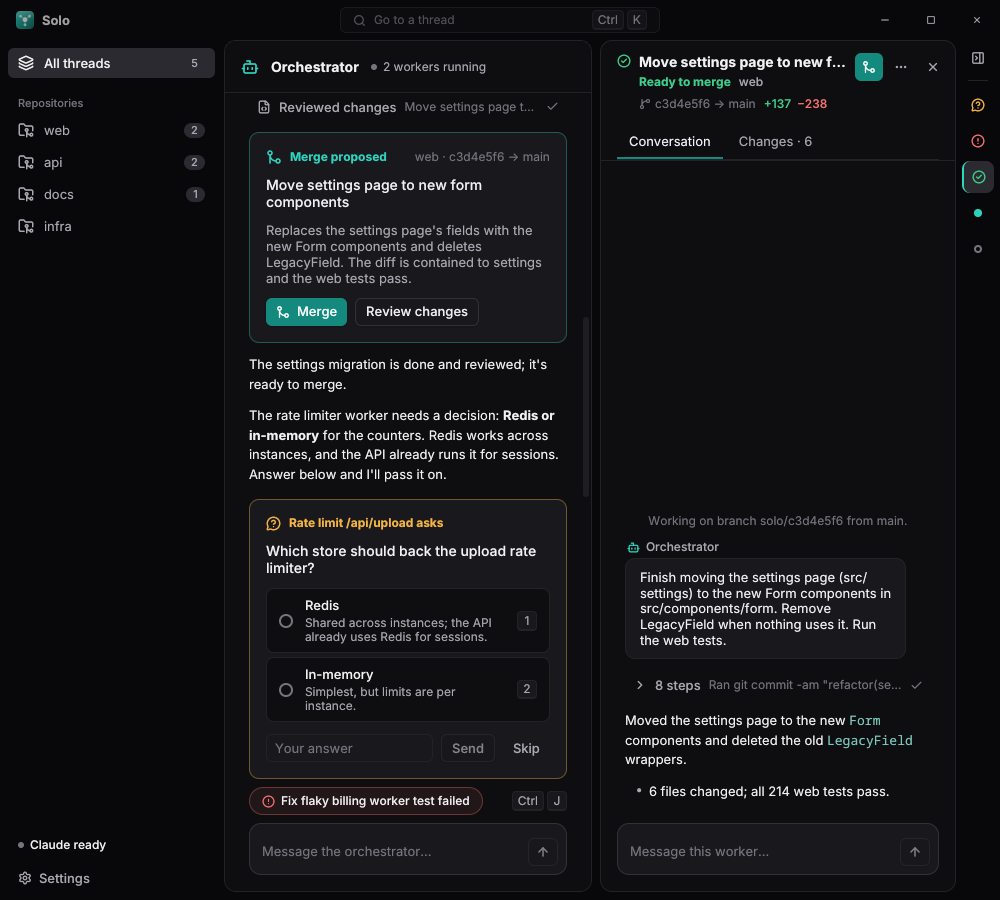 Solo
Go to a thread
Ctrl K
All threads 5
Repositories
web 2
api 2
docs 1
infra
Claude ready
Settings
Orchestrator
2 workers running
Reviewed changes Move settings page t...
Merge proposed web · c3d4e5f6 → main
Move settings page to new form
components
Replaces the settings page's fields with the
new Form components and deletes
LegacyField. The diff is contained to settings
and the web tests pass.
Merge Review changes
The settings migration is done and reviewed; it's
ready to merge.
The rate limiter worker needs a decision: Redis or
in-memory for the counters. Redis works across
instances, and the API already runs it for sessions.
Answer below and I'll pass it on.
Rate limit /api/upload asks
Which store should back the upload rate
limiter?
Redis
Shared across instances; the API
already uses Redis for sessions.
1
In-memory
Simplest, but limits are per
instance.
2
Your answer Send Skip
Fix flaky billing worker test failed Ctrl J
Message the orchestrator...
Move settings page to new f...
Ready to merge web
c3d4e5f6 → main +137 −238
Conversation Changes · 6
Working on branch solo/c3d4e5f6 from main.
Orchestrator
Finish moving the settings page (src/
settings) to the new Form components in
src/components/form. Remove
LegacyField when nothing uses it. Run
the web tests.
8 steps Ran git commit -am "refactor(se...
Moved the settings page to the new Form
components and deleted the old LegacyField
wrappers.
• 6 files changed; all 214 web tests pass.
Message this worker...